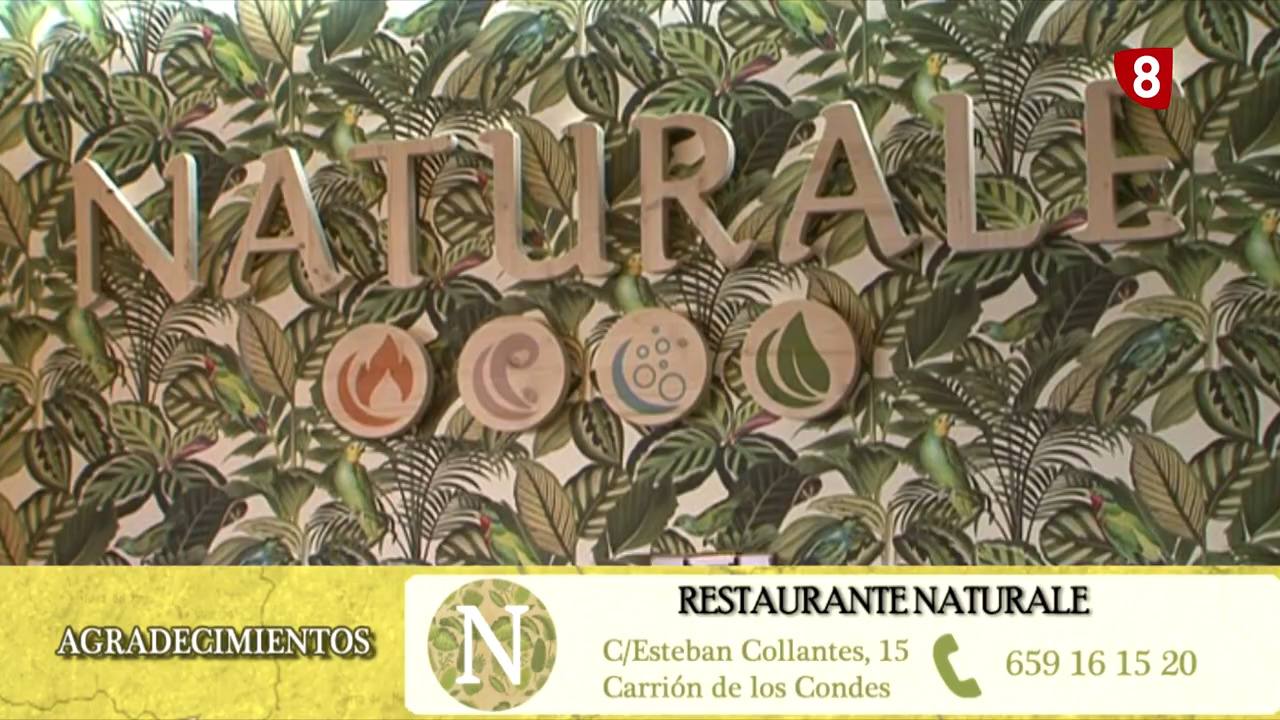 8
NATURALE
AGRADECIMIENTOS
N
RESTAURANTE NATURALE
C/Esteban Collantes, 15
Carrión de los Condes
659 16 15 20